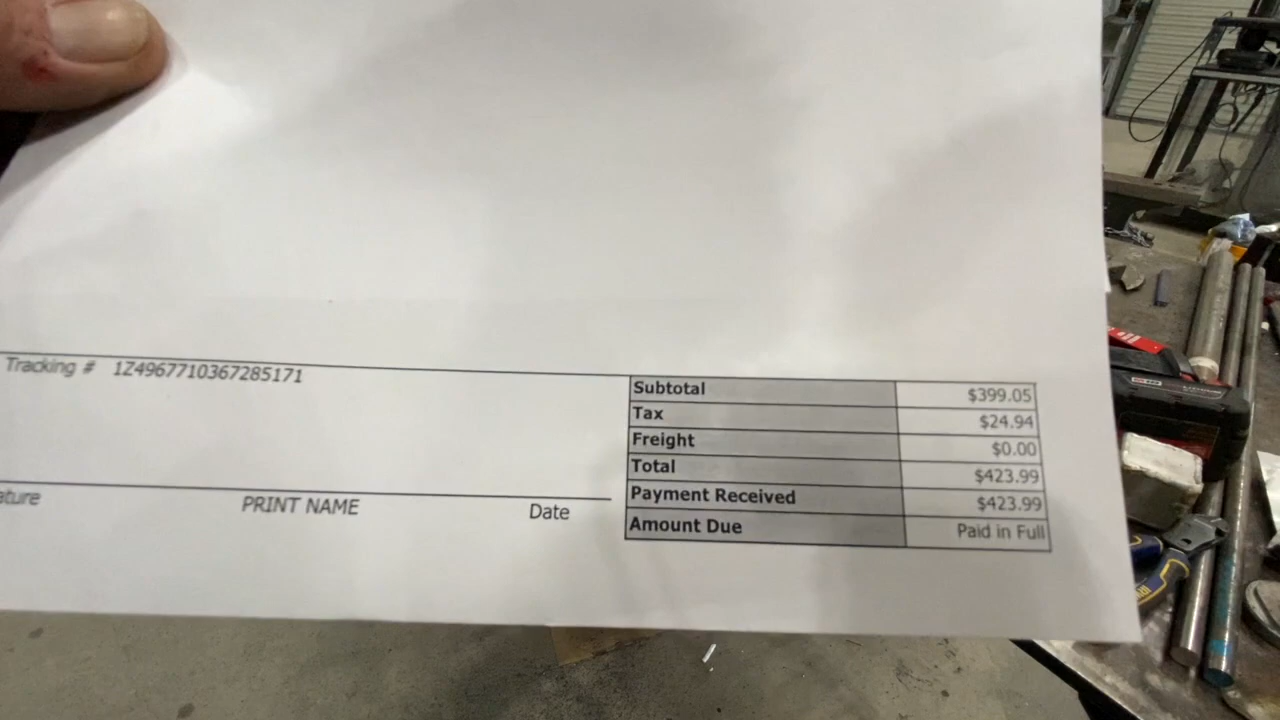 Tracking # 1Z4967710367285171
Subtotal $399.05
Tax $24.94
Freight $0.00
Total $423.99
Payment Received $423.99
Amount Due Paid in Full
ature PRINT NAME Date